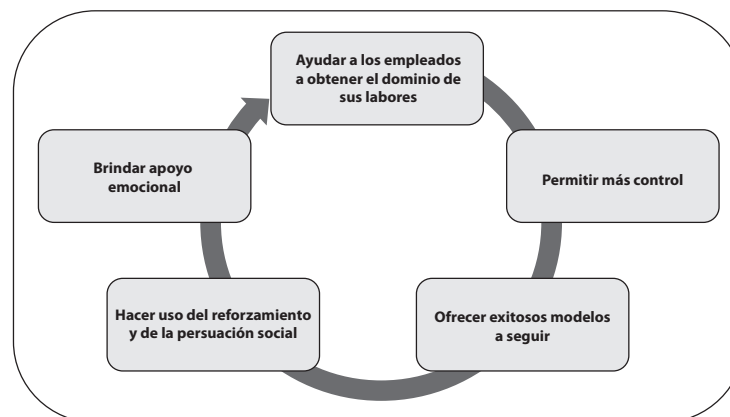 Ayudar a los empleados
a obtener el dominio de
sus labores
Permitir más control
Ofrecer exitosos modelos
a seguir
Hacer uso del reforzamiento
y de la persuación social
Brindar apoyo
emocional